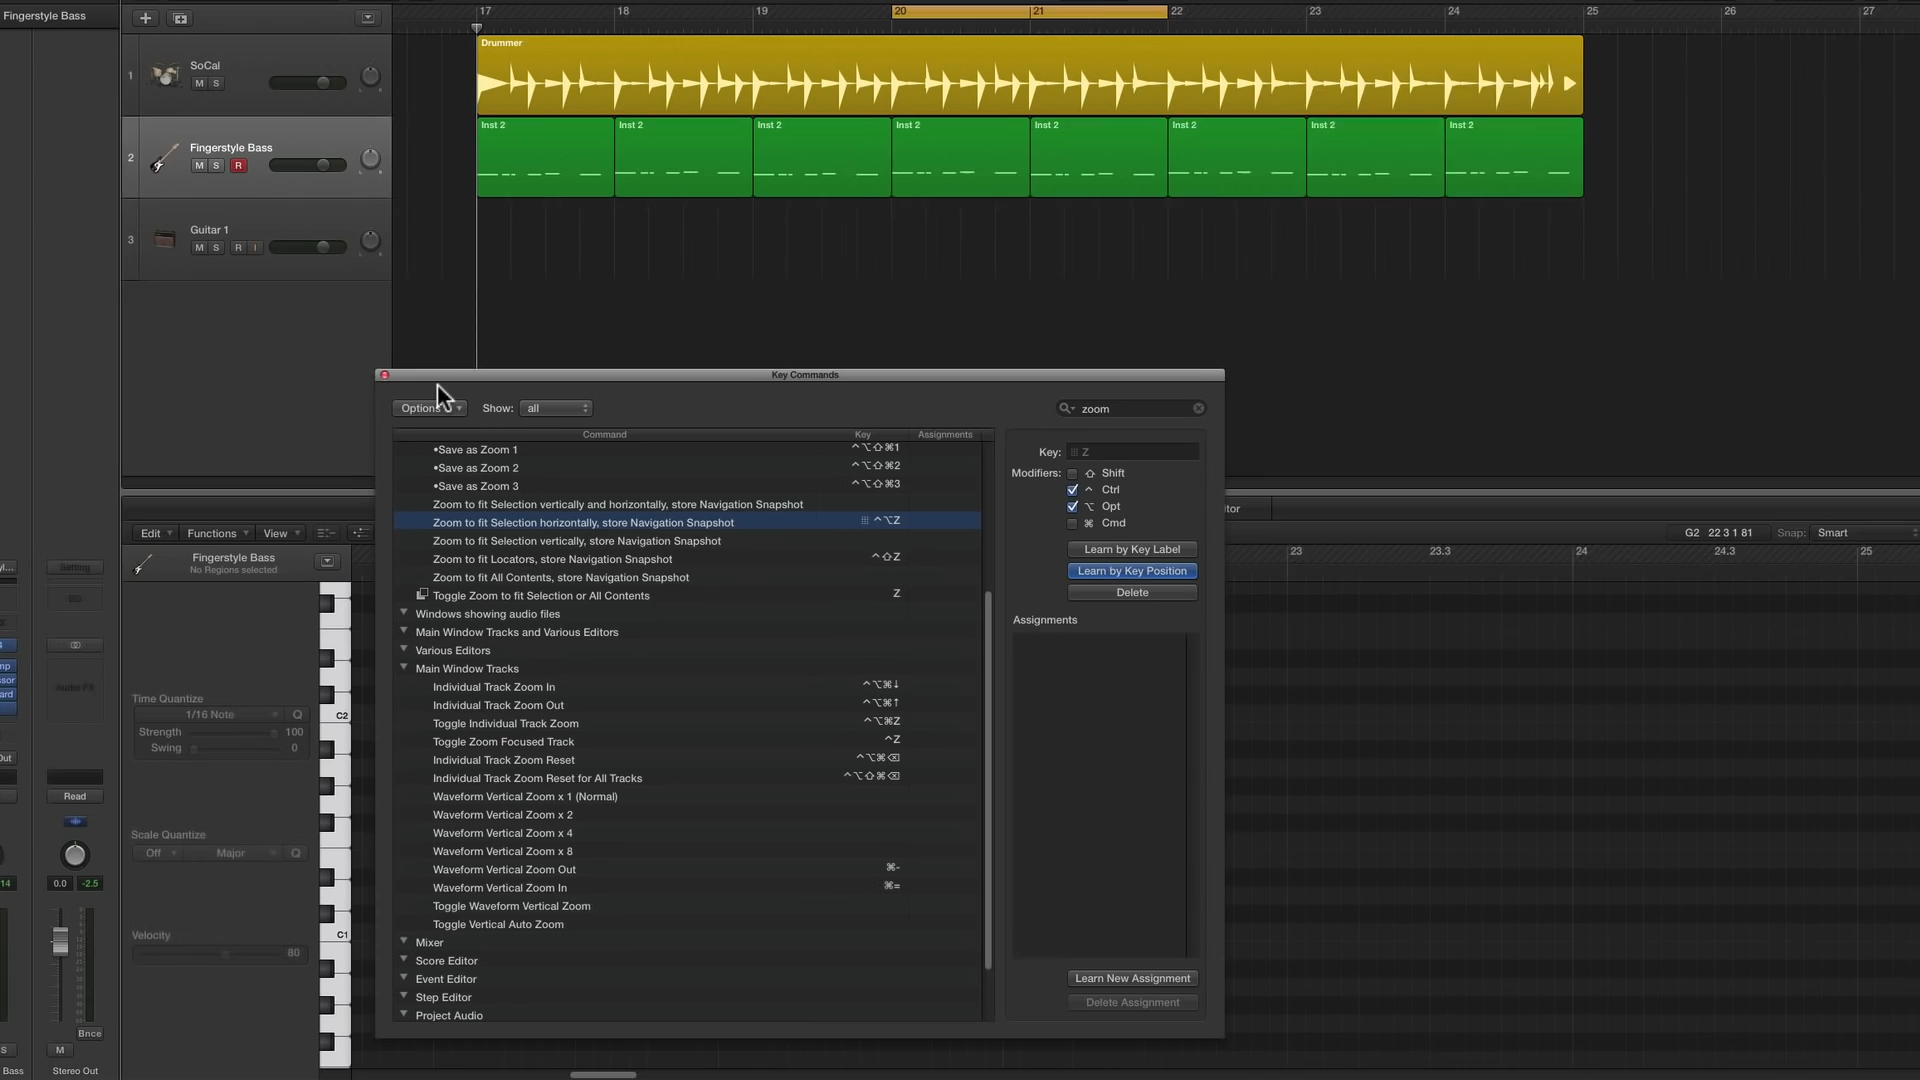 Fingerstyle Bass
17 18 19 20 21 22 23 24 25 26 27
Drummer
1
SoCal
M S
Inst 2 Inst 2 Inst 2 Inst 2 Inst 2 Inst 2 Inst 2 Inst 2
2
Fingerstyle Bass
M S R
3
Guitar 1
M S R I
Key Commands
Options Show: all
zoom
Command Key Assignments
•Save as Zoom 1 ^⌥⇧⌘1
•Save as Zoom 2 ^⌥⇧⌘2
•Save as Zoom 3 ^⌥⇧⌘3
Zoom to fit Selection vertically and horizontally, store Navigation Snapshot
Zoom to fit Selection horizontally, store Navigation Snapshot ^⌥Z
Zoom to fit Selection vertically, store Navigation Snapshot
Zoom to fit Locators, store Navigation Snapshot ^⇧Z
Zoom to fit All Contents, store Navigation Snapshot
Toggle Zoom to fit Selection or All Contents Z
Windows showing audio files
Main Window Tracks and Various Editors
Various Editors
Main Window Tracks
Individual Track Zoom In ^⌥⌘↓
Individual Track Zoom Out ^⌥⌘↑
Toggle Individual Track Zoom ^⌥⌘Z
Toggle Zoom Focused Track ^Z
Individual Track Zoom Reset ^⌥⌘⌫
Individual Track Zoom Reset for All Tracks ^⌥⇧⌘⌫
Waveform Vertical Zoom x 1 (Normal)
Waveform Vertical Zoom x 2
Waveform Vertical Zoom x 4
Waveform Vertical Zoom x 8
Waveform Vertical Zoom Out ⌘-
Waveform Vertical Zoom In ⌘=
Toggle Waveform Vertical Zoom
Toggle Vertical Auto Zoom
Mixer
Score Editor
Event Editor
Step Editor
Project Audio
Key: Z
Modifiers: ⇧ Shift
^ Ctrl
⌥ Opt
⌘ Cmd
Learn by Key Label
Learn by Key Position
Delete
Assignments
Learn New Assignment
Delete Assignment
Edit Functions View
tor
G2 22 3 1 81 Snap: Smart
23 23.3 24 24.3 25
Fingerstyle Bass
No Regions selected
Time Quantize
1/16 Note Q
Strength 100
Swing 0
Scale Quantize
Off Major Q
Velocity
80
C2
C1
Setting
Audio FX
mp
sor
ard
Out
Read
14 0.0 -2.5
Bnce
S M
Bass Stereo Out